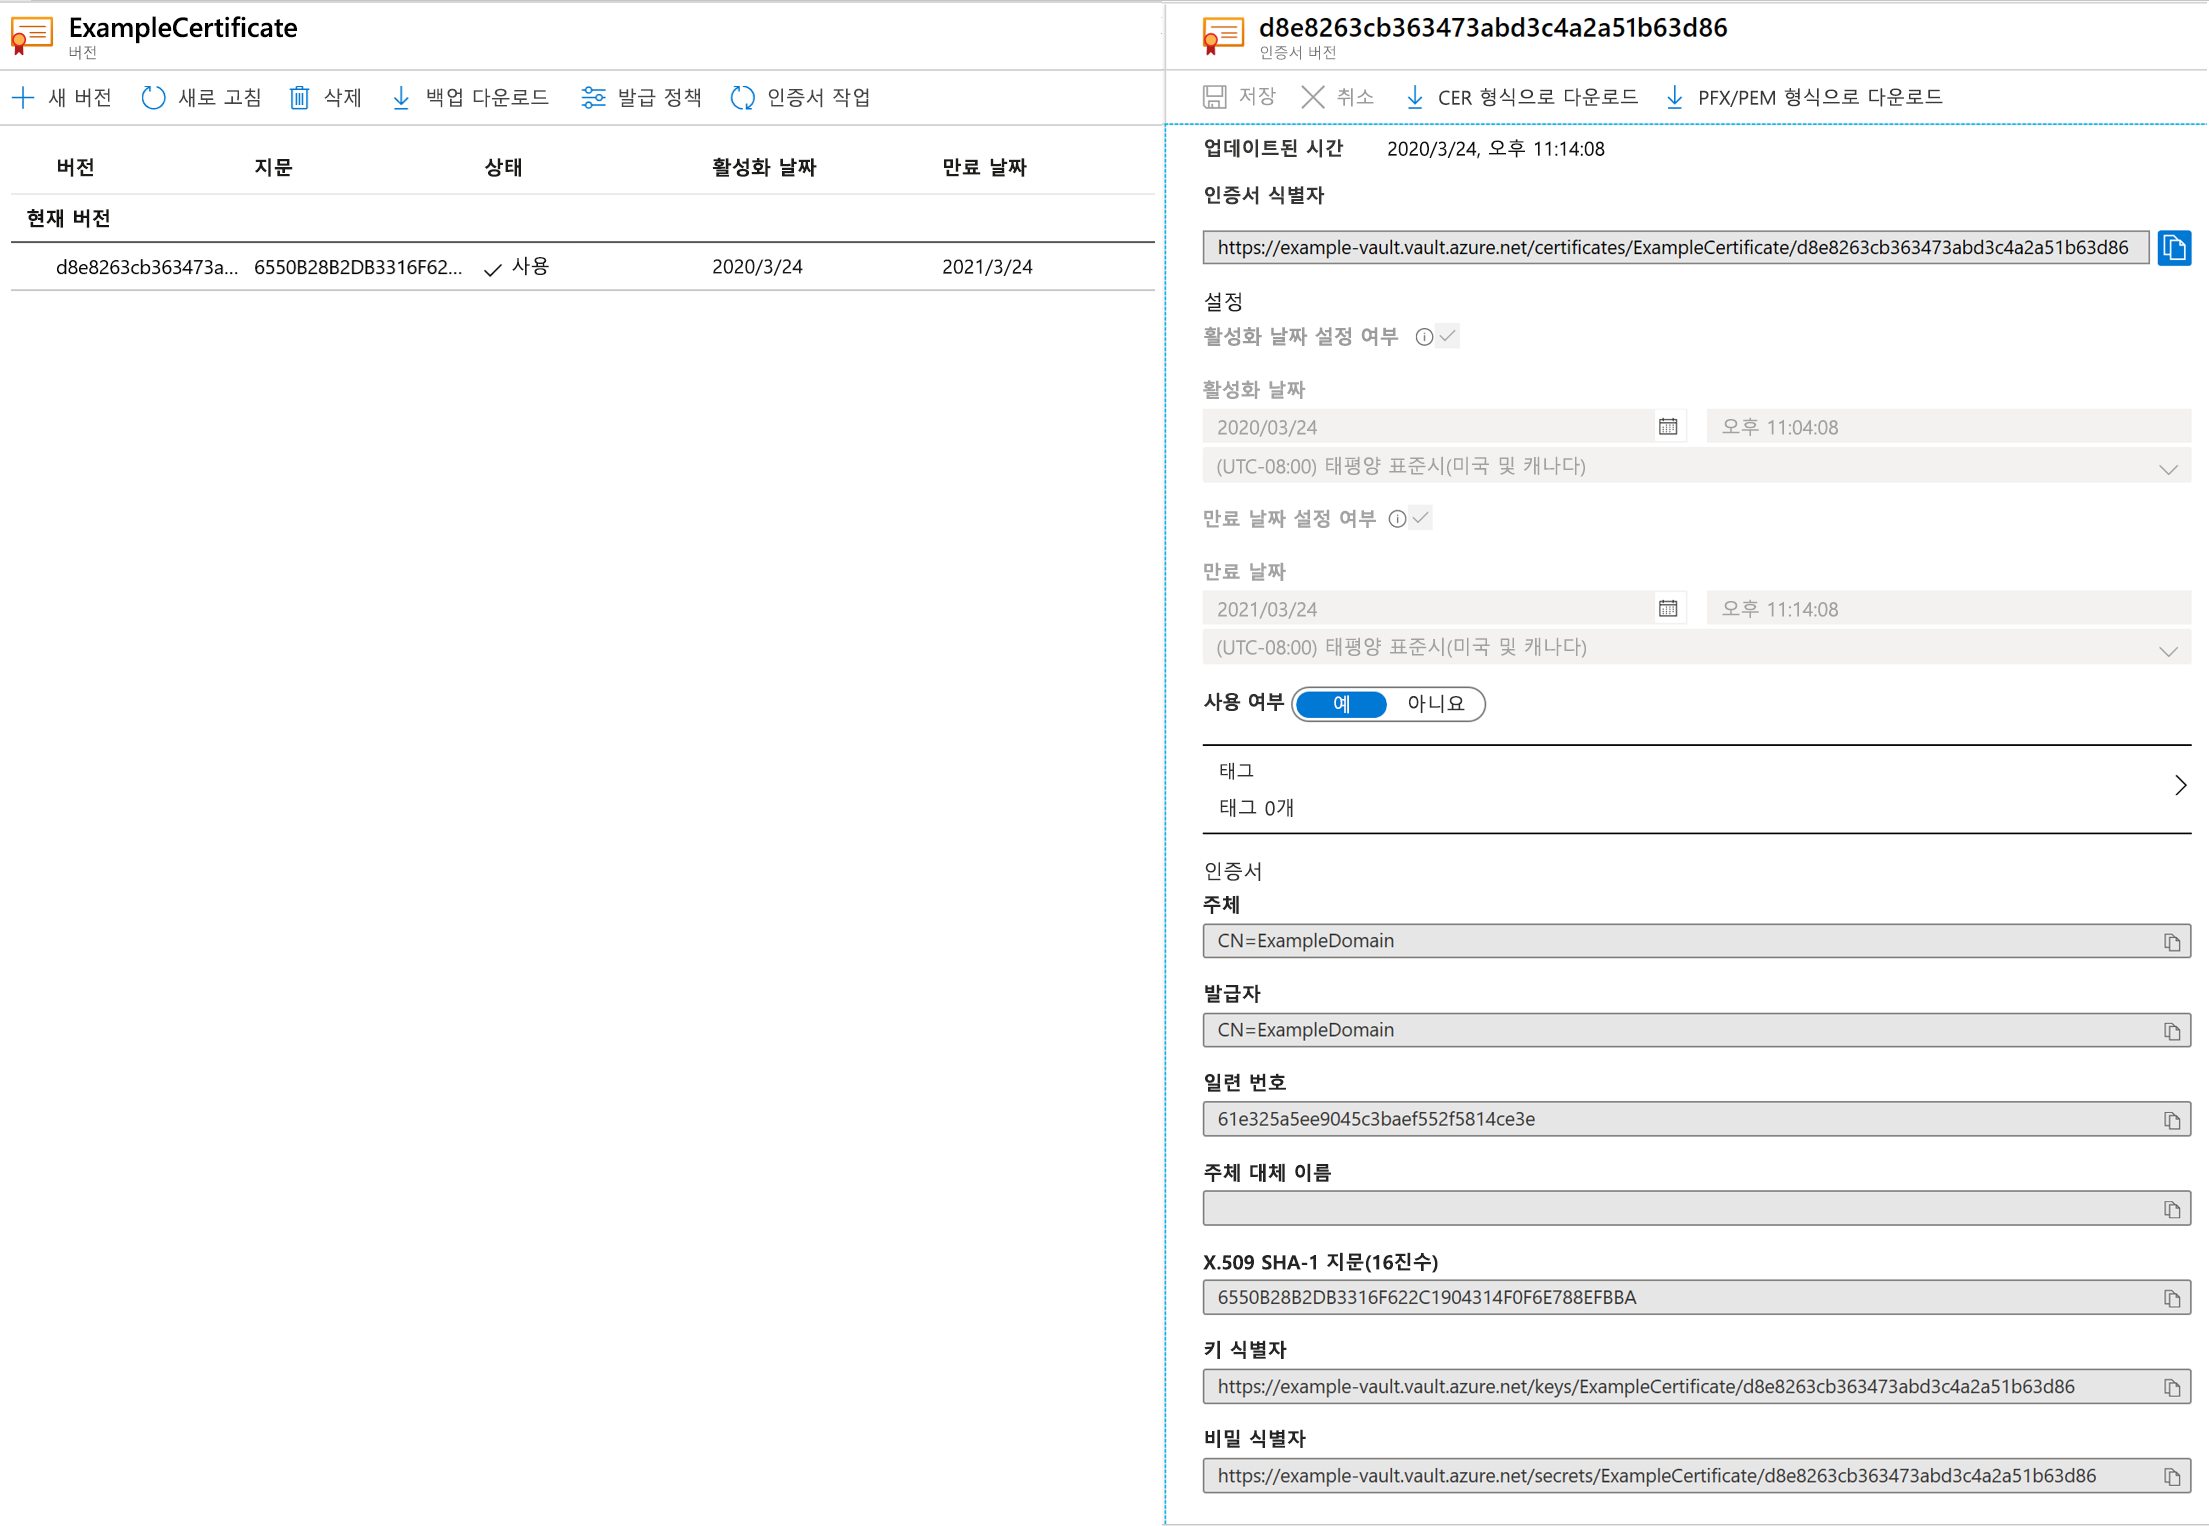 ExampleCertificate
버전
새 버전 새로 고침 삭제 백업 다운로드 발급 정책 인증서 작업
버전 지문 상태 활성화 날짜 만료 날짜
현재 버전
d8e8263cb363473a... 6550B28B2DB3316F62... 사용 2020/3/24 2021/3/24
d8e8263cb363473abd3c4a2a51b63d86
인증서 버전
저장 취소 CER 형식으로 다운로드 PFX/PEM 형식으로 다운로드
업데이트된 시간 2020/3/24, 오후 11:14:08
인증서 식별자
https://example-vault.vault.azure.net/certificates/ExampleCertificate/d8e8263cb363473abd3c4a2a51b63d86
설정
활성화 날짜 설정 여부
활성화 날짜
2020/03/24 오후 11:04:08
(UTC-08:00) 태평양 표준시(미국 및 캐나다)
만료 날짜 설정 여부
만료 날짜
2021/03/24 오후 11:14:08
(UTC-08:00) 태평양 표준시(미국 및 캐나다)
사용 여부 예 아니요
태그
태그 0개
인증서
주체
CN=ExampleDomain
발급자
CN=ExampleDomain
일련 번호
61e325a5ee9045c3baef552f5814ce3e
주체 대체 이름
X.509 SHA-1 지문(16진수)
6550B28B2DB3316F622C1904314F0F6E788EFBBA
키 식별자
https://example-vault.vault.azure.net/keys/ExampleCertificate/d8e8263cb363473abd3c4a2a51b63d86
비밀 식별자
https://example-vault.vault.azure.net/secrets/ExampleCertificate/d8e8263cb363473abd3c4a2a51b63d86